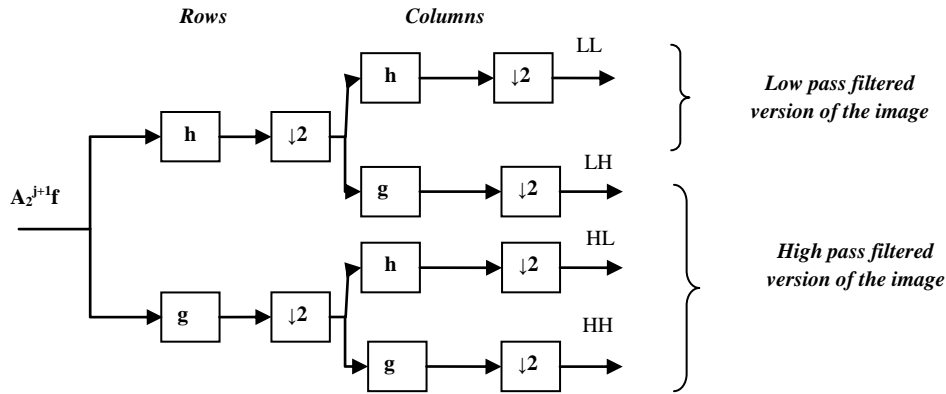 Rows
Columns
LL
h
↓2
Low pass filtered
version of the image
h
↓2
LH
g
↓2
A₂ʲ⁺¹f
HL
h
↓2
High pass filtered
version of the image
g
↓2
HH
g
↓2